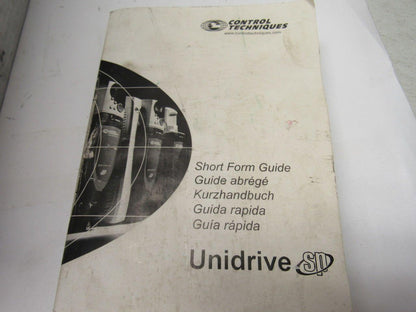 CONTROL
TECHNIQUES
www.controltechniques.com
Short Form Guide
Guide abrégé
Kurzhandbuch
Guida rapida
Guía rápida
Unidrive SP